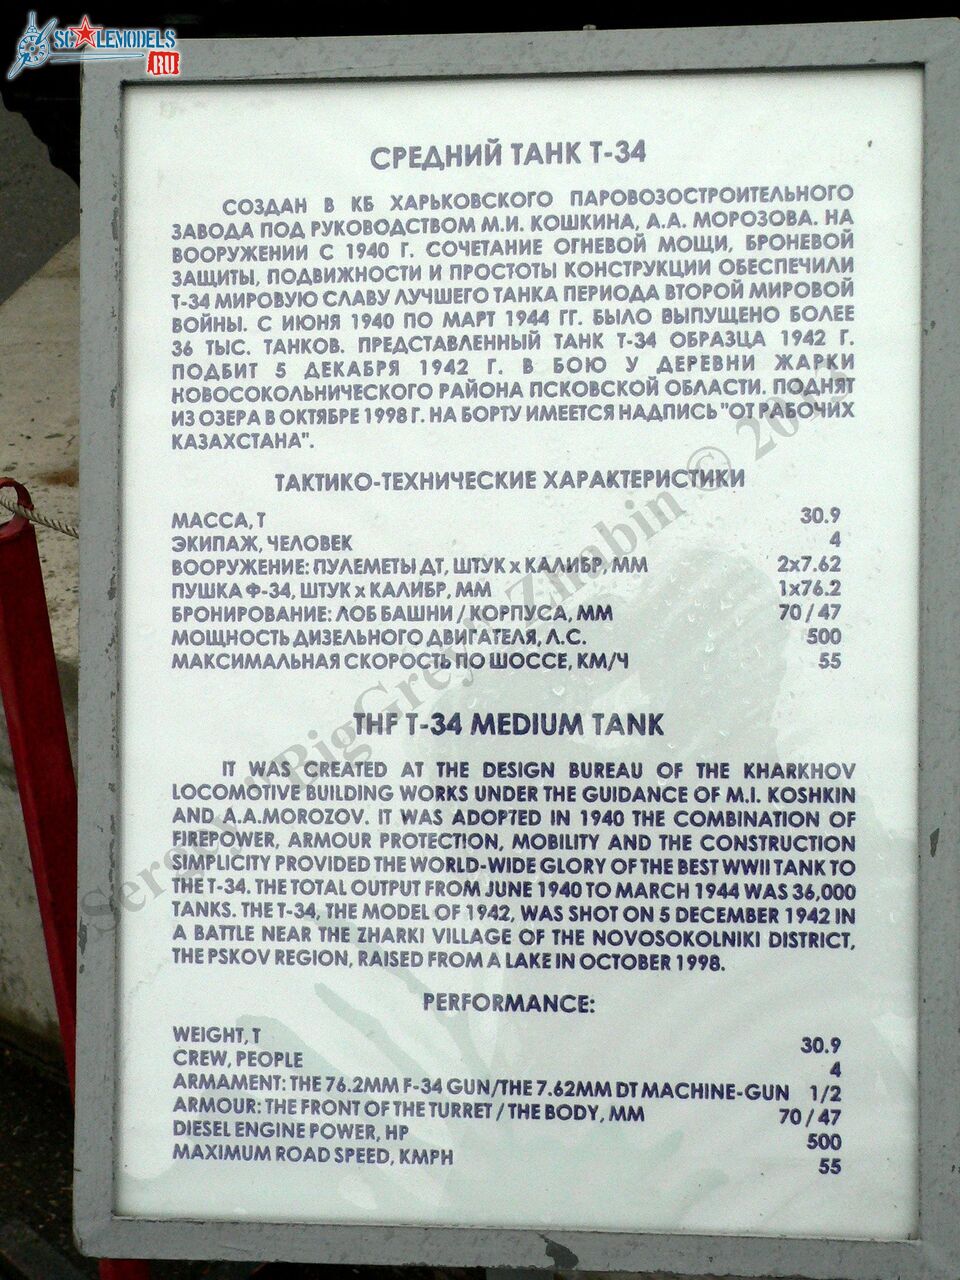 SCALEMODELS
RU
СРЕДНИЙ ТАНК Т-34
СОЗДАН В КБ ХАРЬКОВСКОГО ПАРОВОЗОСТРОИТЕЛЬНОГО
ЗАВОДА ПОД РУКОВОДСТВОМ М.И. КОШКИНА, А.А. МОРОЗОВА. НА
ВООРУЖЕНИИ С 1940 Г. СОЧЕТАНИЕ ОГНЕВОЙ МОЩИ, БРОНЕВОЙ
ЗАЩИТЫ, ПОДВИЖНОСТИ И ПРОСТОТЫ КОНСТРУКЦИИ ОБЕСПЕЧИЛИ
Т-34 МИРОВУЮ СЛАВУ ЛУЧШЕГО ТАНКА ПЕРИОДА ВТОРОЙ МИРОВОЙ
ВОЙНЫ. С ИЮНЯ 1940 ПО МАРТ 1944 ГГ. БЫЛО ВЫПУЩЕНО БОЛЕЕ
36 ТЫС. ТАНКОВ. ПРЕДСТАВЛЕННЫЙ ТАНК Т-34 ОБРАЗЦА 1942 Г.
ПОДБИТ 5 ДЕКАБРЯ 1942 Г. В БОЮ У ДЕРЕВНИ ЖАРКИ
НОВОСОКОЛЬНИЧЕСКОГО РАЙОНА ПСКОВСКОЙ ОБЛАСТИ. ПОДНЯТ
ИЗ ОЗЕРА В ОКТЯБРЕ 1998 Г. НА БОРТУ ИМЕЕТСЯ НАДПИСЬ "ОТ РАБОЧИХ
КАЗАХСТАНА".
ТАКТИКО-ТЕХНИЧЕСКИЕ ХАРАКТЕРИСТИКИ
МАССА, Т 30.9
ЭКИПАЖ, ЧЕЛОВЕК 4
ВООРУЖЕНИЕ: ПУЛЕМЕТЫ ДТ, ШТУК х КАЛИБР, ММ 2x7.62
ПУШКА Ф-34, ШТУК х КАЛИБР, ММ 1x76.2
БРОНИРОВАНИЕ: ЛОБ БАШНИ / КОРПУСА, ММ 70 / 47
МОЩНОСТЬ ДИЗЕЛЬНОГО ДВИГАТЕЛЯ, Л.С. 500
МАКСИМАЛЬНАЯ СКОРОСТЬ ПО ШОССЕ, КМ/Ч 55
THF T-34 MEDIUM TANK
IT WAS CREATED AT THE DESIGN BUREAU OF THE KHARKHOV
LOCOMOTIVE BUILDING WORKS UNDER THE GUIDANCE OF M.I. KOSHKIN
AND A.A.MOROZOV. IT WAS ADOPTED IN 1940 THE COMBINATION OF
FIREPOWER, ARMOUR PROTECTION, MOBILITY AND THE CONSTRUCTION
SIMPLICITY PROVIDED THE WORLD-WIDE GLORY OF THE BEST WWII TANK TO
THE T-34. THE TOTAL OUTPUT FROM JUNE 1940 TO MARCH 1944 WAS 36,000
TANKS. THE T-34, THE MODEL OF 1942, WAS SHOT ON 5 DECEMBER 1942 IN
A BATTLE NEAR THE ZHARKI VILLAGE OF THE NOVOSOKOLNIKI DISTRICT,
THE PSKOV REGION, RAISED FROM A LAKE IN OCTOBER 1998.
PERFORMANCE:
WEIGHT, T 30.9
CREW, PEOPLE 4
ARMAMENT: THE 76.2MM F-34 GUN/THE 7.62MM DT MACHINE-GUN 1/2
ARMOUR: THE FRONT OF THE TURRET / THE BODY, MM 70 / 47
DIESEL ENGINE POWER, HP 500
MAXIMUM ROAD SPEED, KMPH 55
"BigGrey" Zhabin ©